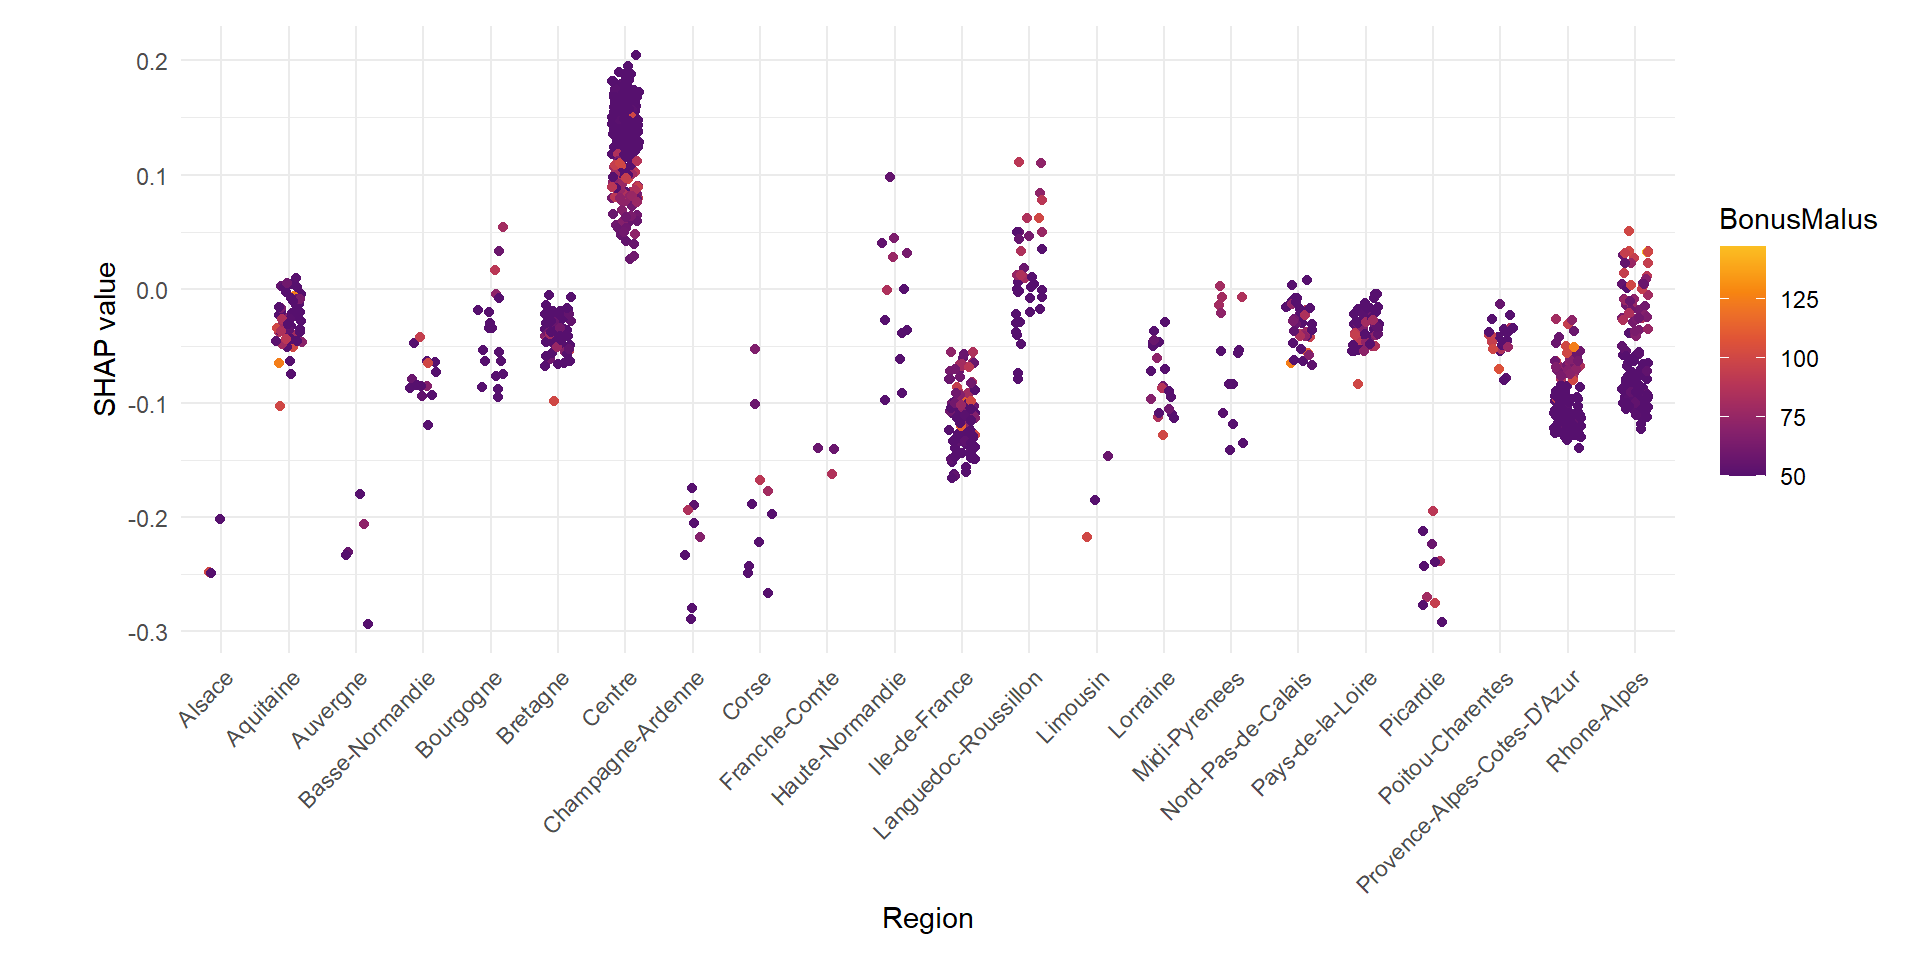 0.2
0.1
0.0
-0.1
-0.2
-0.3
SHAP value
Alsace
Aquitaine
Auvergne
Basse-Normandie
Bourgogne
Bretagne
Centre
Champagne-Ardenne
Corse
Franche-Comte
Haute-Normandie
Ile-de-France
Languedoc-Roussillon
Limousin
Lorraine
Midi-Pyrenees
Nord-Pas-de-Calais
Pays-de-la-Loire
Picardie
Poitou-Charentes
Provence-Alpes-Cotes-D'Azur
Rhone-Alpes
Region
BonusMalus
125
100
75
50